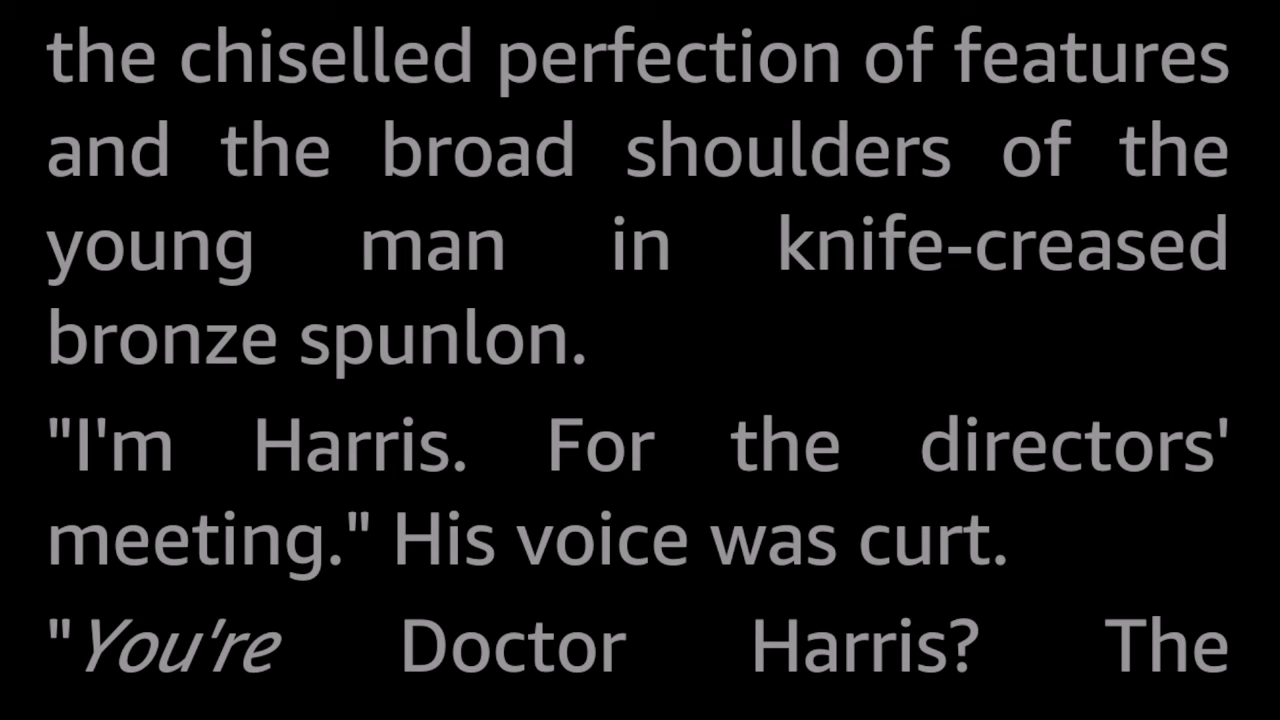 the chiselled perfection of features
and the broad shoulders of the
young man in knife-creased
bronze spunlon.
"I'm Harris. For the directors'
meeting." His voice was curt.
"You're Doctor Harris? The